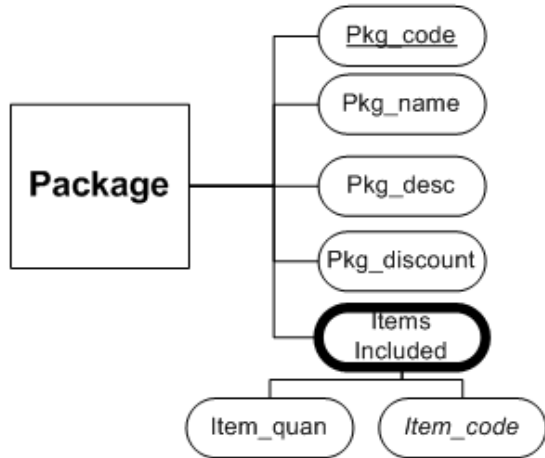 Pkg_code
Pkg_name
Package
Pkg_desc
Pkg_discount
Items
Included
Item_quan
Item_code